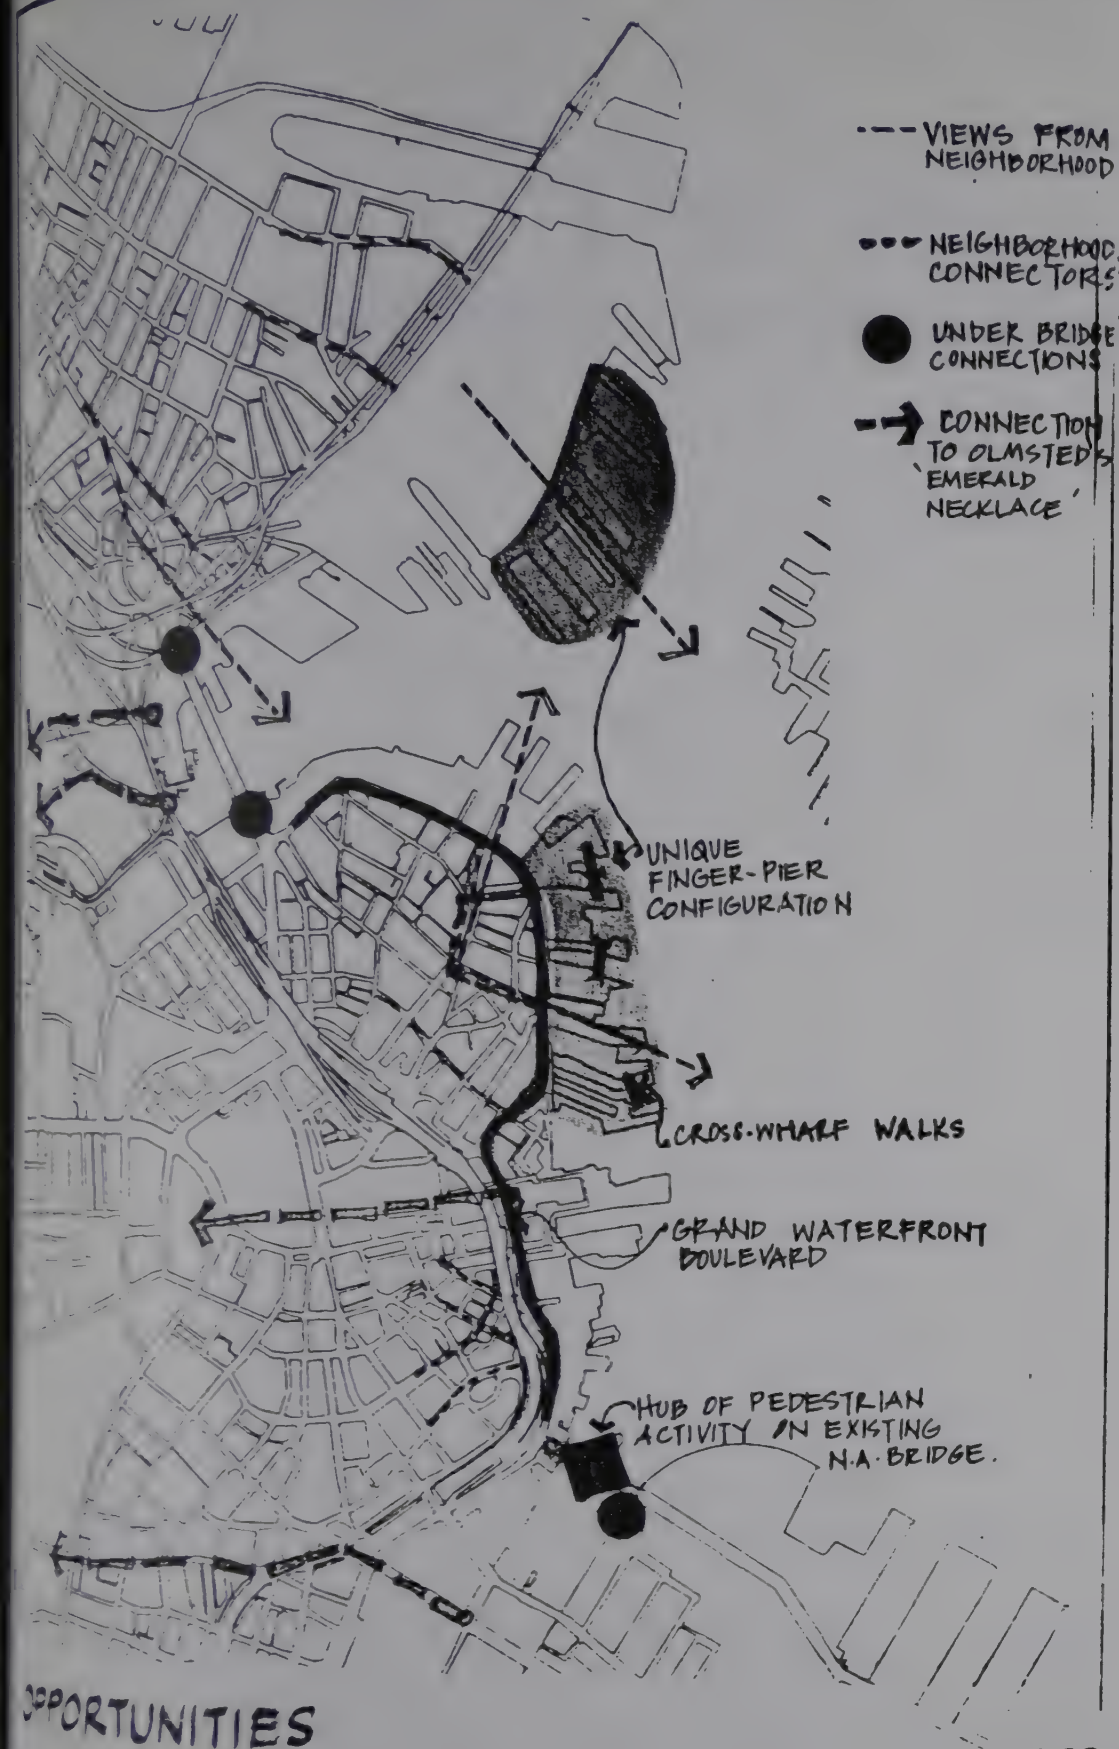 VIEWS FROM
NEIGHBORHOOD
NEIGHBORHOOD
CONNECTORS
UNDER BRIDGE
CONNECTIONS
CONNECTION
TO OLMSTED'S
'EMERALD
NECKLACE'
UNIQUE
FINGER-PIER
CONFIGURATION
CROSS-WHARF WALKS
GRAND WATERFRONT
BOULEVARD
HUB OF PEDESTRIAN
ACTIVITY ON EXISTING
N.A. BRIDGE.
OPPORTUNITIES